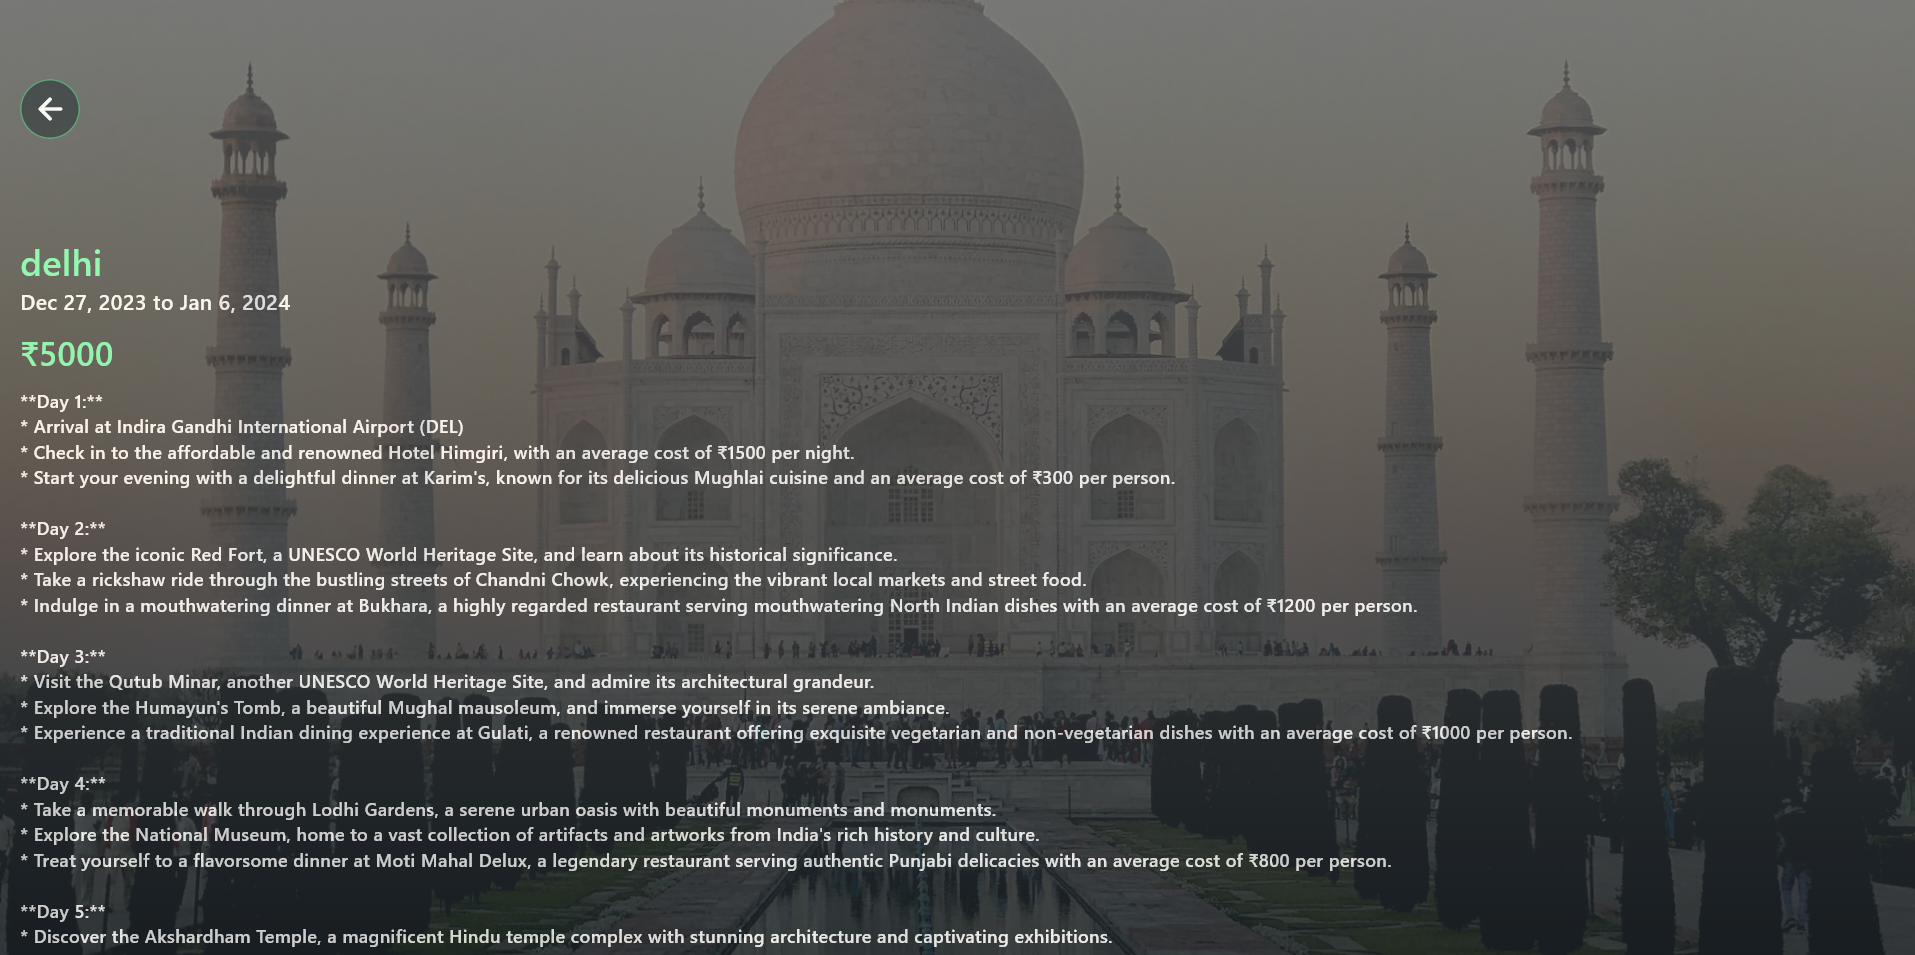 delhi
Dec 27, 2023 to Jan 6, 2024
₹5000
**Day 1:**
* Arrival at Indira Gandhi International Airport (DEL)
* Check in to the affordable and renowned Hotel Himgiri, with an average cost of ₹1500 per night.
* Start your evening with a delightful dinner at Karim's, known for its delicious Mughlai cuisine and an average cost of ₹300 per person.
**Day 2:**
* Explore the iconic Red Fort, a UNESCO World Heritage Site, and learn about its historical significance.
* Take a rickshaw ride through the bustling streets of Chandni Chowk, experiencing the vibrant local markets and street food.
* Indulge in a mouthwatering dinner at Bukhara, a highly regarded restaurant serving mouthwatering North Indian dishes with an average cost of ₹1200 per person.
**Day 3:**
* Visit the Qutub Minar, another UNESCO World Heritage Site, and admire its architectural grandeur.
* Explore the Humayun's Tomb, a beautiful Mughal mausoleum, and immerse yourself in its serene ambiance.
* Experience a traditional Indian dining experience at Gulati, a renowned restaurant offering exquisite vegetarian and non-vegetarian dishes with an average cost of ₹1000 per person.
**Day 4:**
* Take a memorable walk through Lodhi Gardens, a serene urban oasis with beautiful monuments and monuments.
* Explore the National Museum, home to a vast collection of artifacts and artworks from India's rich history and culture.
* Treat yourself to a flavorsome dinner at Moti Mahal Delux, a legendary restaurant serving authentic Punjabi delicacies with an average cost of ₹800 per person.
**Day 5:**
* Discover the Akshardham Temple, a magnificent Hindu temple complex with stunning architecture and captivating exhibitions.